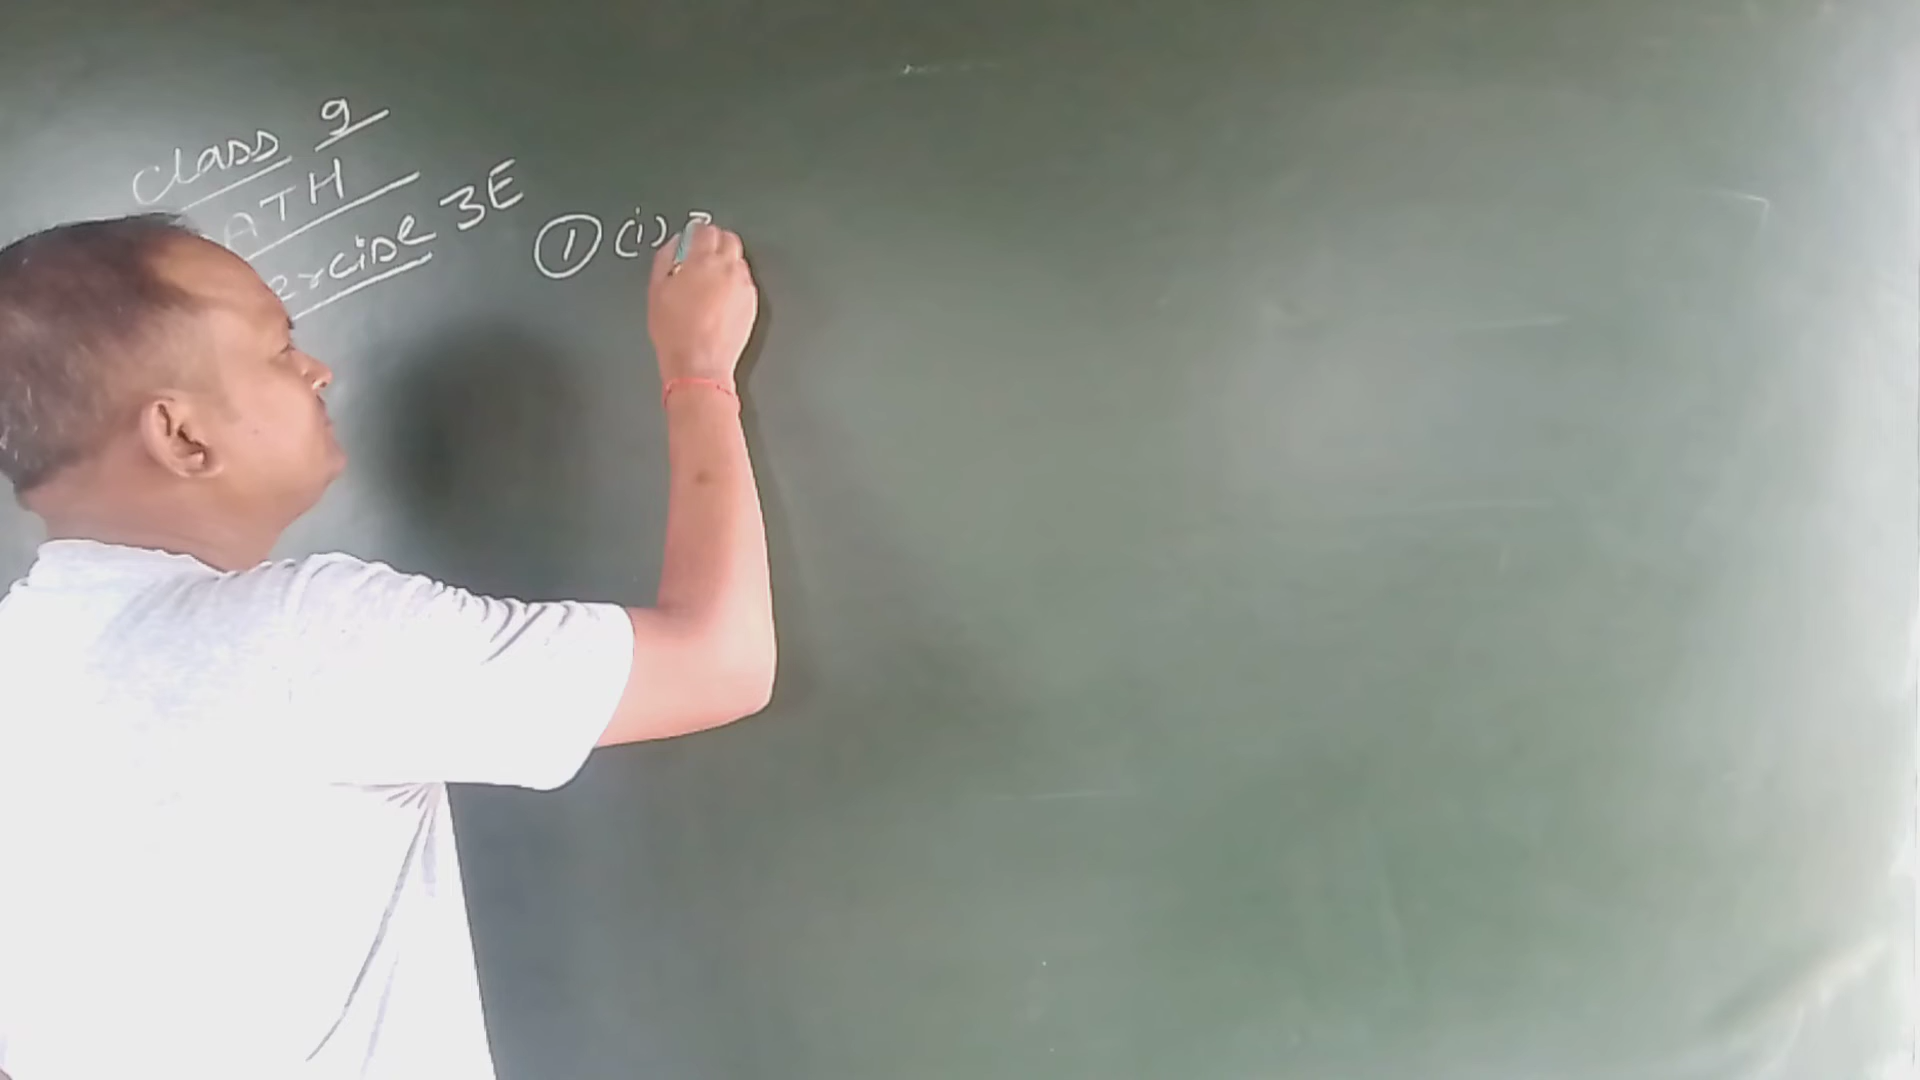 Class 9
ATH
ercise 3E
① (i)